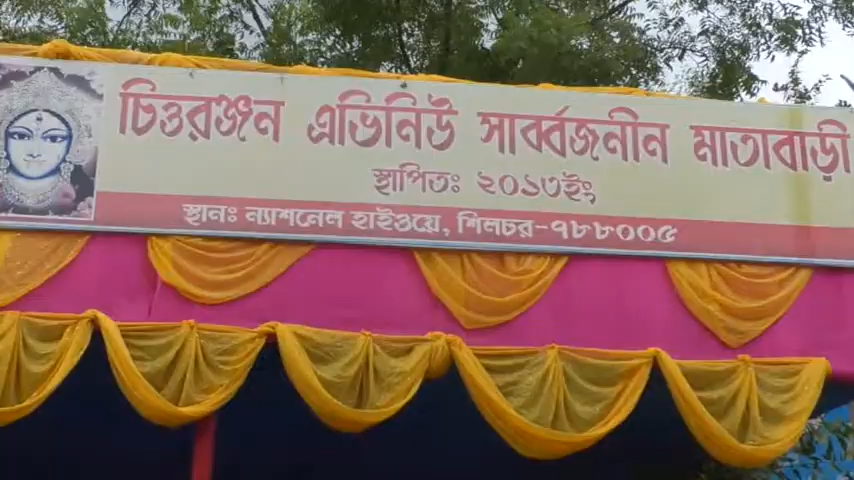 চিত্তরঞ্জন এভিনিউ সার্ব্বজনীন মাতৃবাড়ী
স্থাপিতঃ ২০১৩ইং
স্থানঃ ন্যাশনেল হাইওয়ে, শিলচর-৭৮৮০০৫